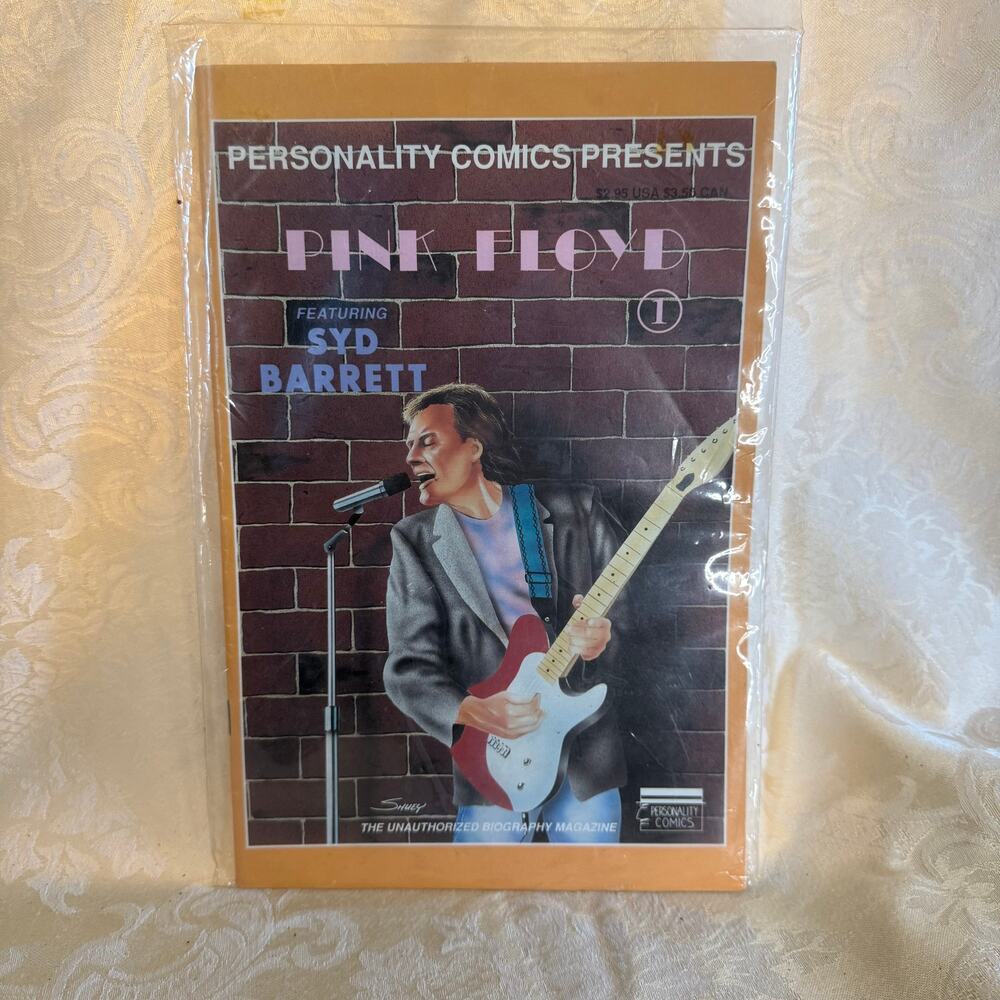 PERSONALITY COMICS PRESENTS
$2.95 USA $3.50 CAN.
PINK FLOYD
1
FEATURING
SYD
BARRETT
SHUEY
THE UNAUTHORIZED BIOGRAPHY MAGAZINE
PERSONALITY
COMICS